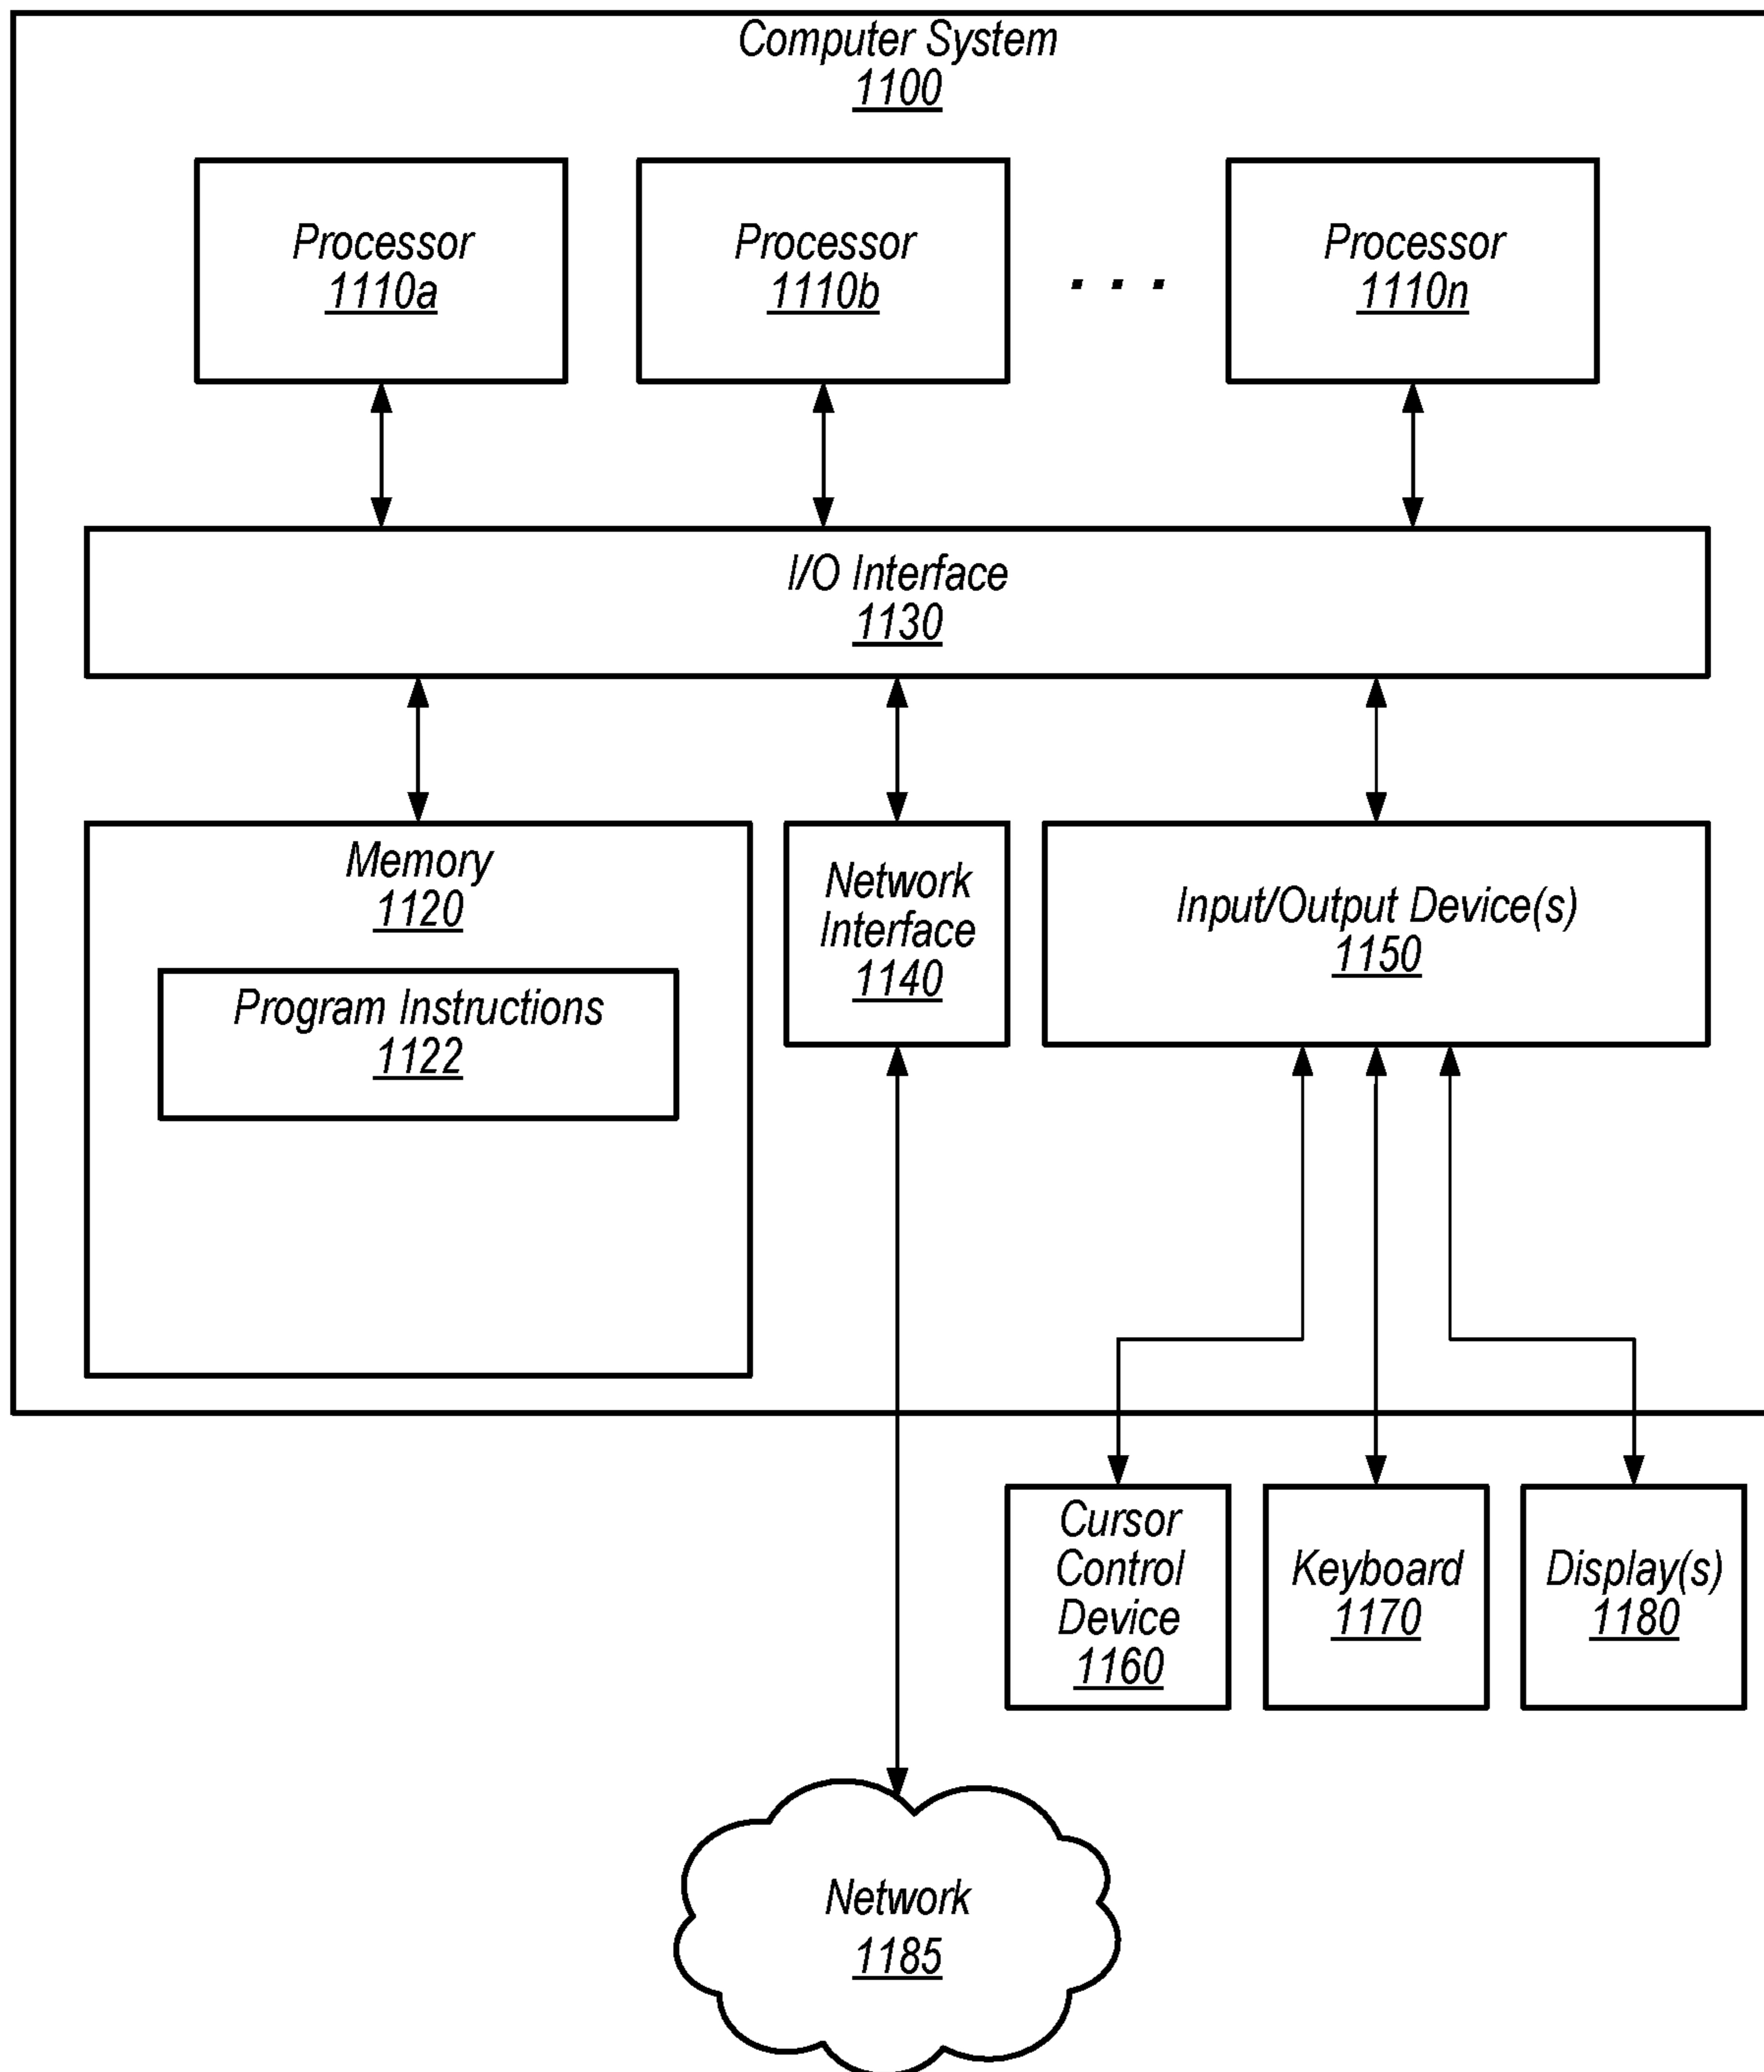 Computer System
1100
Processor
1110a
Processor
1110b
. . .
Processor
1110n
I/O Interface
1130
Memory
1120
Program Instructions
1122
Network
Interface
1140
Input/Output Device(s)
1150
Cursor
Control
Device
1160
Keyboard
1170
Display(s)
1180
Network
1185